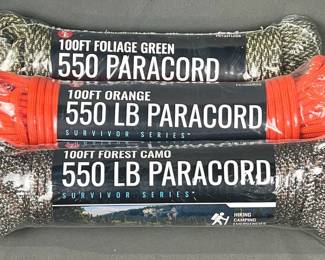 100FT FOLIAGE GREEN
550 PARACORD
100FT ORANGE
550 LB PARACORD
SURVIVOR SERIES
100FT FOREST CAMO
550 LB PARACORD
SURVIVOR SERIES
HIKING
CAMPING